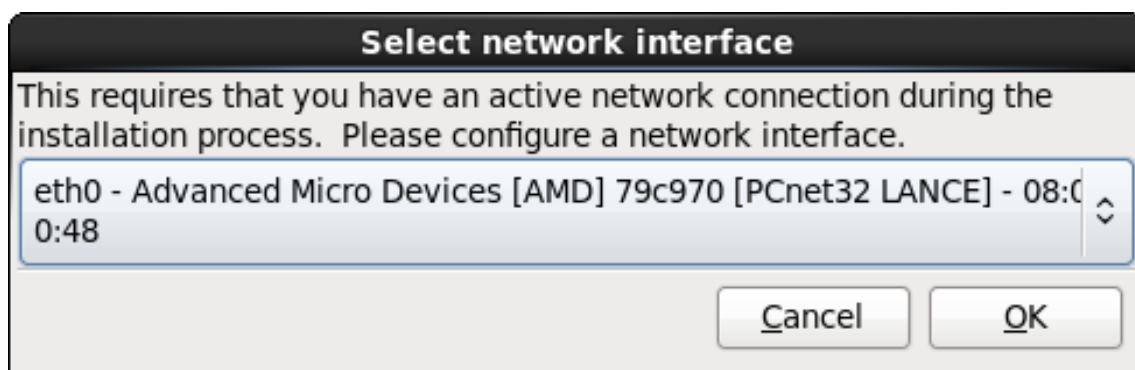 Select network interface
This requires that you have an active network connection during the
installation process.  Please configure a network interface.
eth0 - Advanced Micro Devices [AMD] 79c970 [PCnet32 LANCE] - 08:0
0:48
Cancel
OK